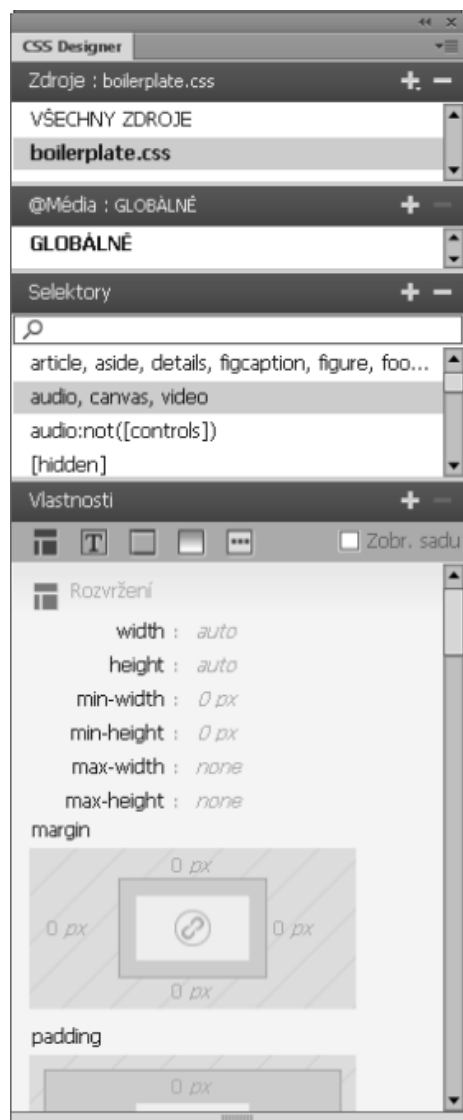 CSS Designer
Zdroje : boilerplate.css
VŠECHNY ZDROJE
boilerplate.css
@Média : GLOBÁLNĚ
GLOBÁLNĚ
Selektory
article, aside, details, figcaption, figure, foo...
audio, canvas, video
audio:not([controls])
[hidden]
Vlastnosti
T Zobr. sadu
Rozvržení
width : auto
height : auto
min-width : 0 px
min-height : 0 px
max-width : none
max-height : none
margin
0 px
0 px 0 px
0 px
padding
0 px